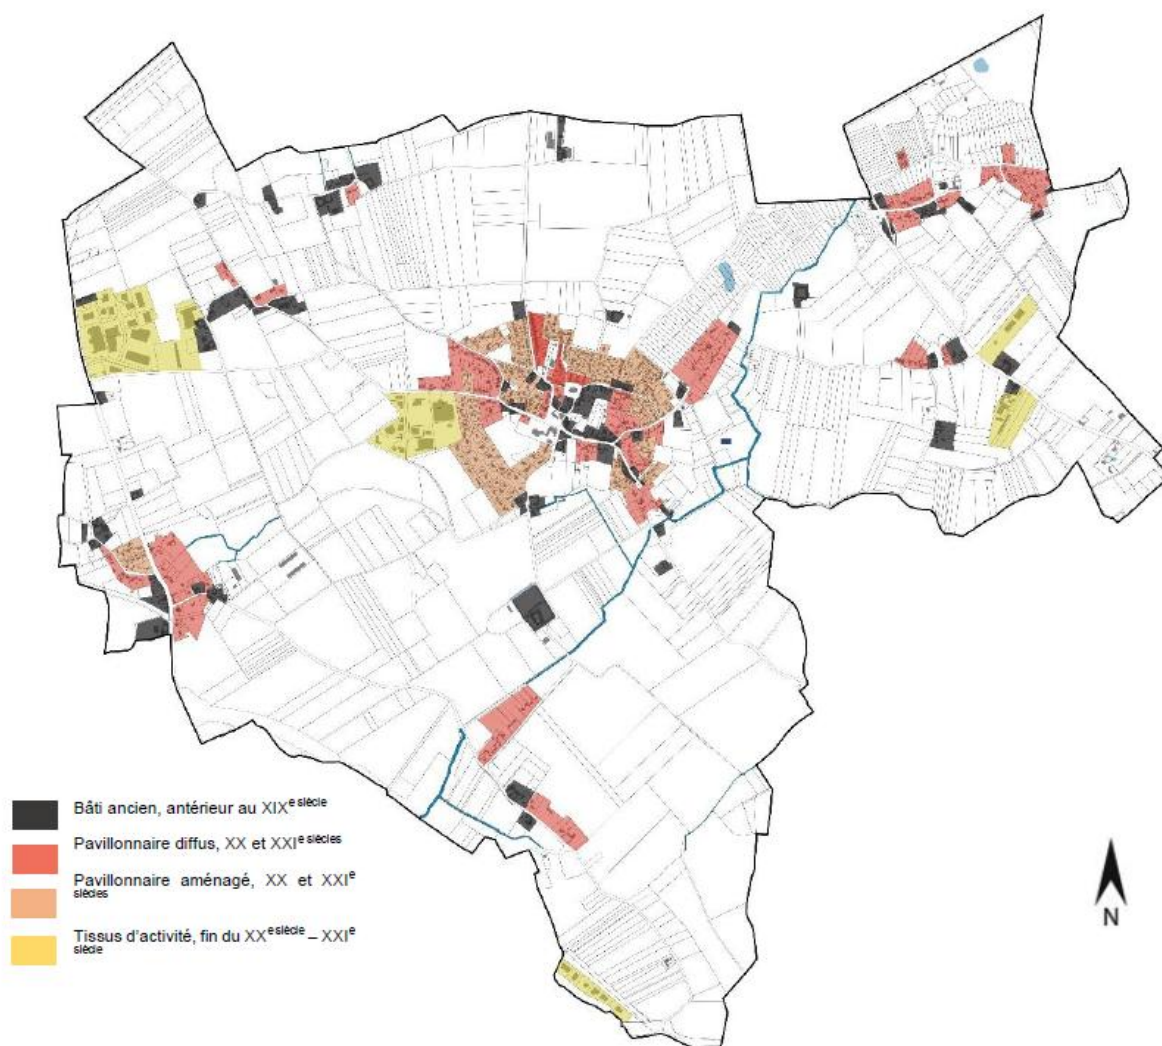 Bâti ancien, antérieur au XIXe siècle
Pavillonnaire diffus, XX et XXIe siècles
Pavillonnaire aménagé, XX et XXIe
siècles
Tissus d'activité, fin du XXe siècle – XXIe
siècle
N